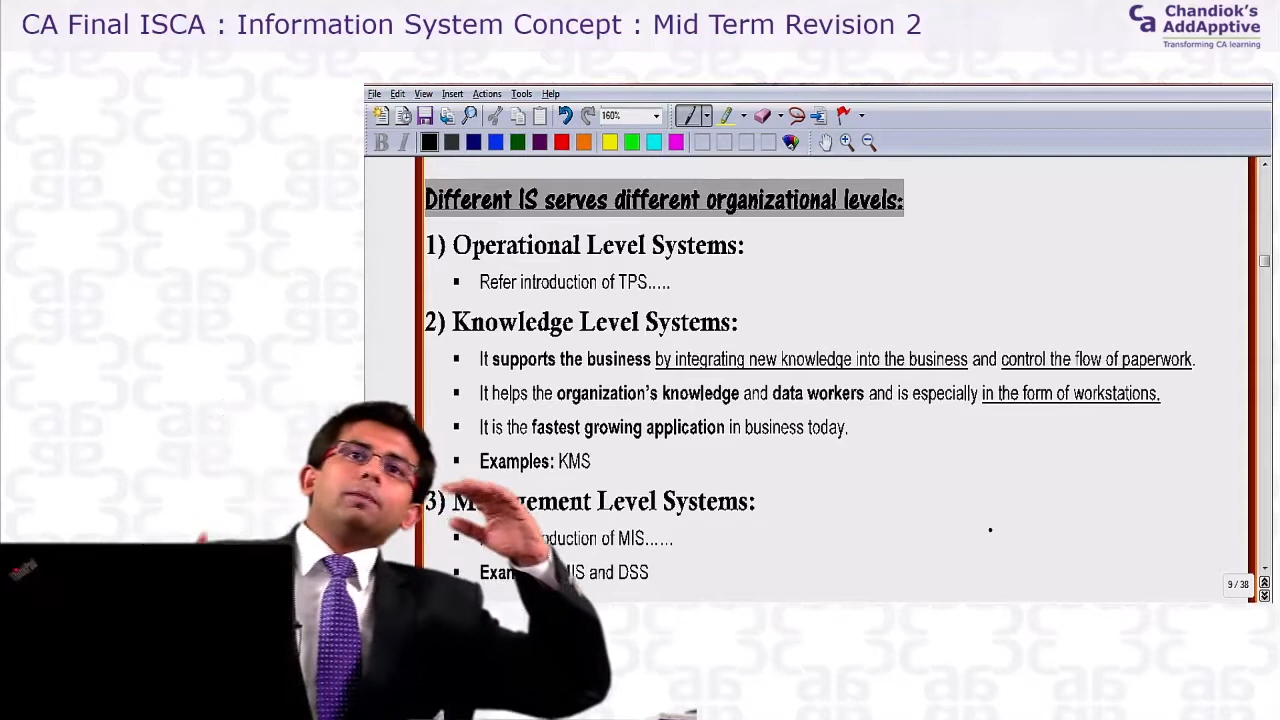 CA Final ISCA : Information System Concept : Mid Term Revision 2
Ca Chandiok's
AddApptive
Transforming CA learning
File Edit View Insert Actions Tools Help
160%
B I
Different IS serves different organizational levels:
1) Operational Level Systems:
▪ Refer introduction of TPS.....
2) Knowledge Level Systems:
▪ It supports the business by integrating new knowledge into the business and control the flow of paperwork.
▪ It helps the organization's knowledge and data workers and is especially in the form of workstations.
▪ It is the fastest growing application in business today.
▪ Examples: KMS
3) Level Systems:
▪ of MIS......
▪ and DSS
9 / 38